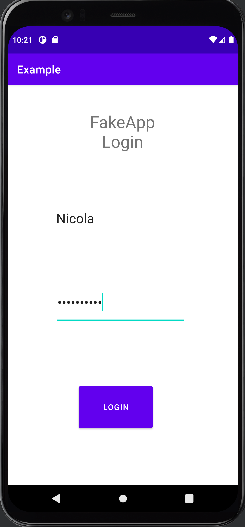 10:21
Example
FakeApp
Login
Nicola
••••••••••
LOGIN